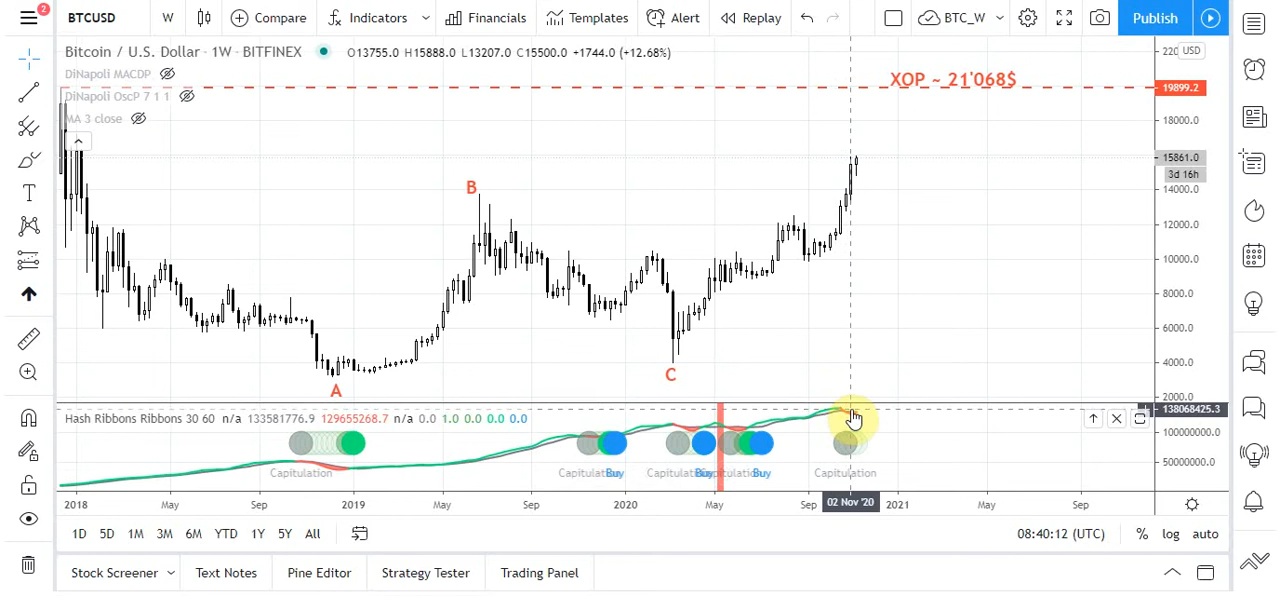 2
BTCUSD W Compare Indicators Financials Templates Alert Replay BTC_W Publish
Bitcoin / U.S. Dollar · 1W · BITFINEX O13755.0 H15888.0 L13207.0 C15500.0 +1744.0 (+12.68%)
USD
DiNapoli MACDP
XOP ~ 21'068$
19899.2
DiNapoli OscP 7 1 1
MA 3 close
18000.0
15861.0
3d 16h
B
14000.0
12000.0
10000.0
8000.0
6000.0
4000.0
C
A
2000.0
Hash Ribbons Ribbons 30 60 n/a 133581776.9 129655268.7 n/a 0.0 1.0 0.0 0.0 0.0
138068425.3
100000000.0
50000000.0
Capitulation Buy Buy Buy Capitulation
2018 May Sep 2019 May Sep 2020 May Sep 02 Nov '20 2021 May Sep
1D 5D 1M 3M 6M YTD 1Y 5Y All 08:40:12 (UTC) % log auto
Stock Screener Text Notes Pine Editor Strategy Tester Trading Panel